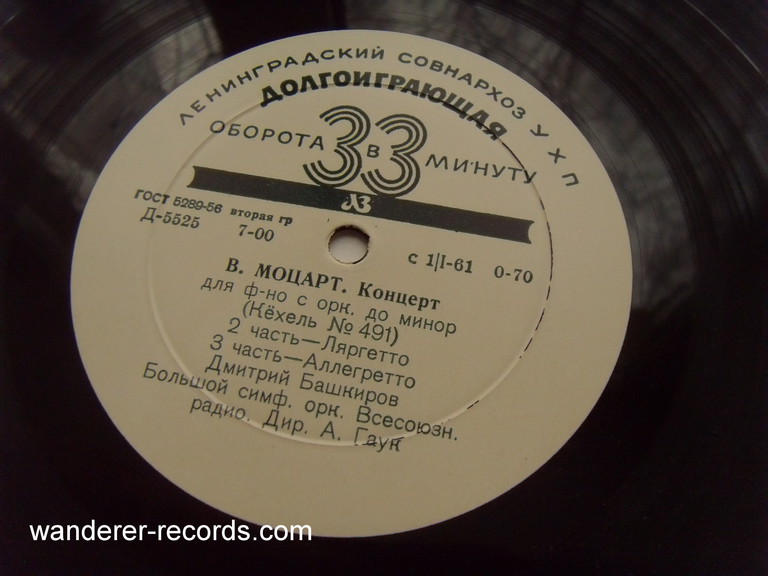 ЛЕНИНГРАДСКИЙ СОВНАРХОЗ УХП
ДОЛГОИГРАЮЩАЯ
ОБОРОТА 33 В МИНУТУ
ЛЗ
ГОСТ 5289-56 вторая гр
Д-5525 7-00 с 1/I-61 0-70
В. МОЦАРТ. Концерт
для ф-но с орк. до минор
(Кёхель № 491)
2 часть—Ляргетто
3 часть—Аллегретто
Дмитрий Башкиров
Большой симф. орк. Всесоюзн.
радио. Дир. А. Гаук
wanderer-records.com